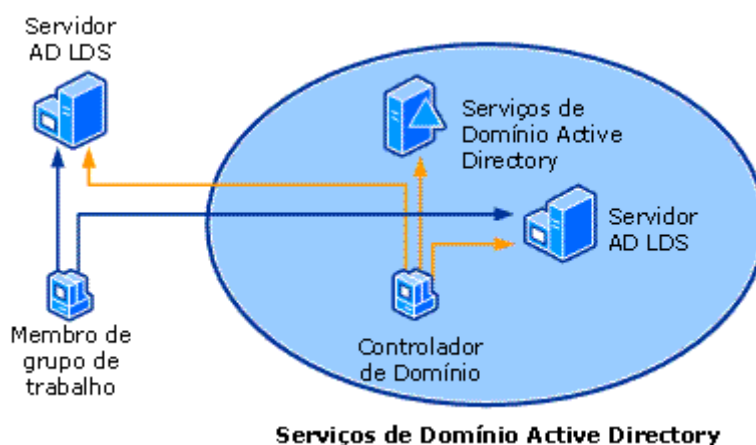 Servidor
AD LDS
Serviços de
Domínio Active
Directory
Servidor
AD LDS
Membro de
grupo de
trabalho
Controlador
de Domínio
Serviços de Domínio Active Directory